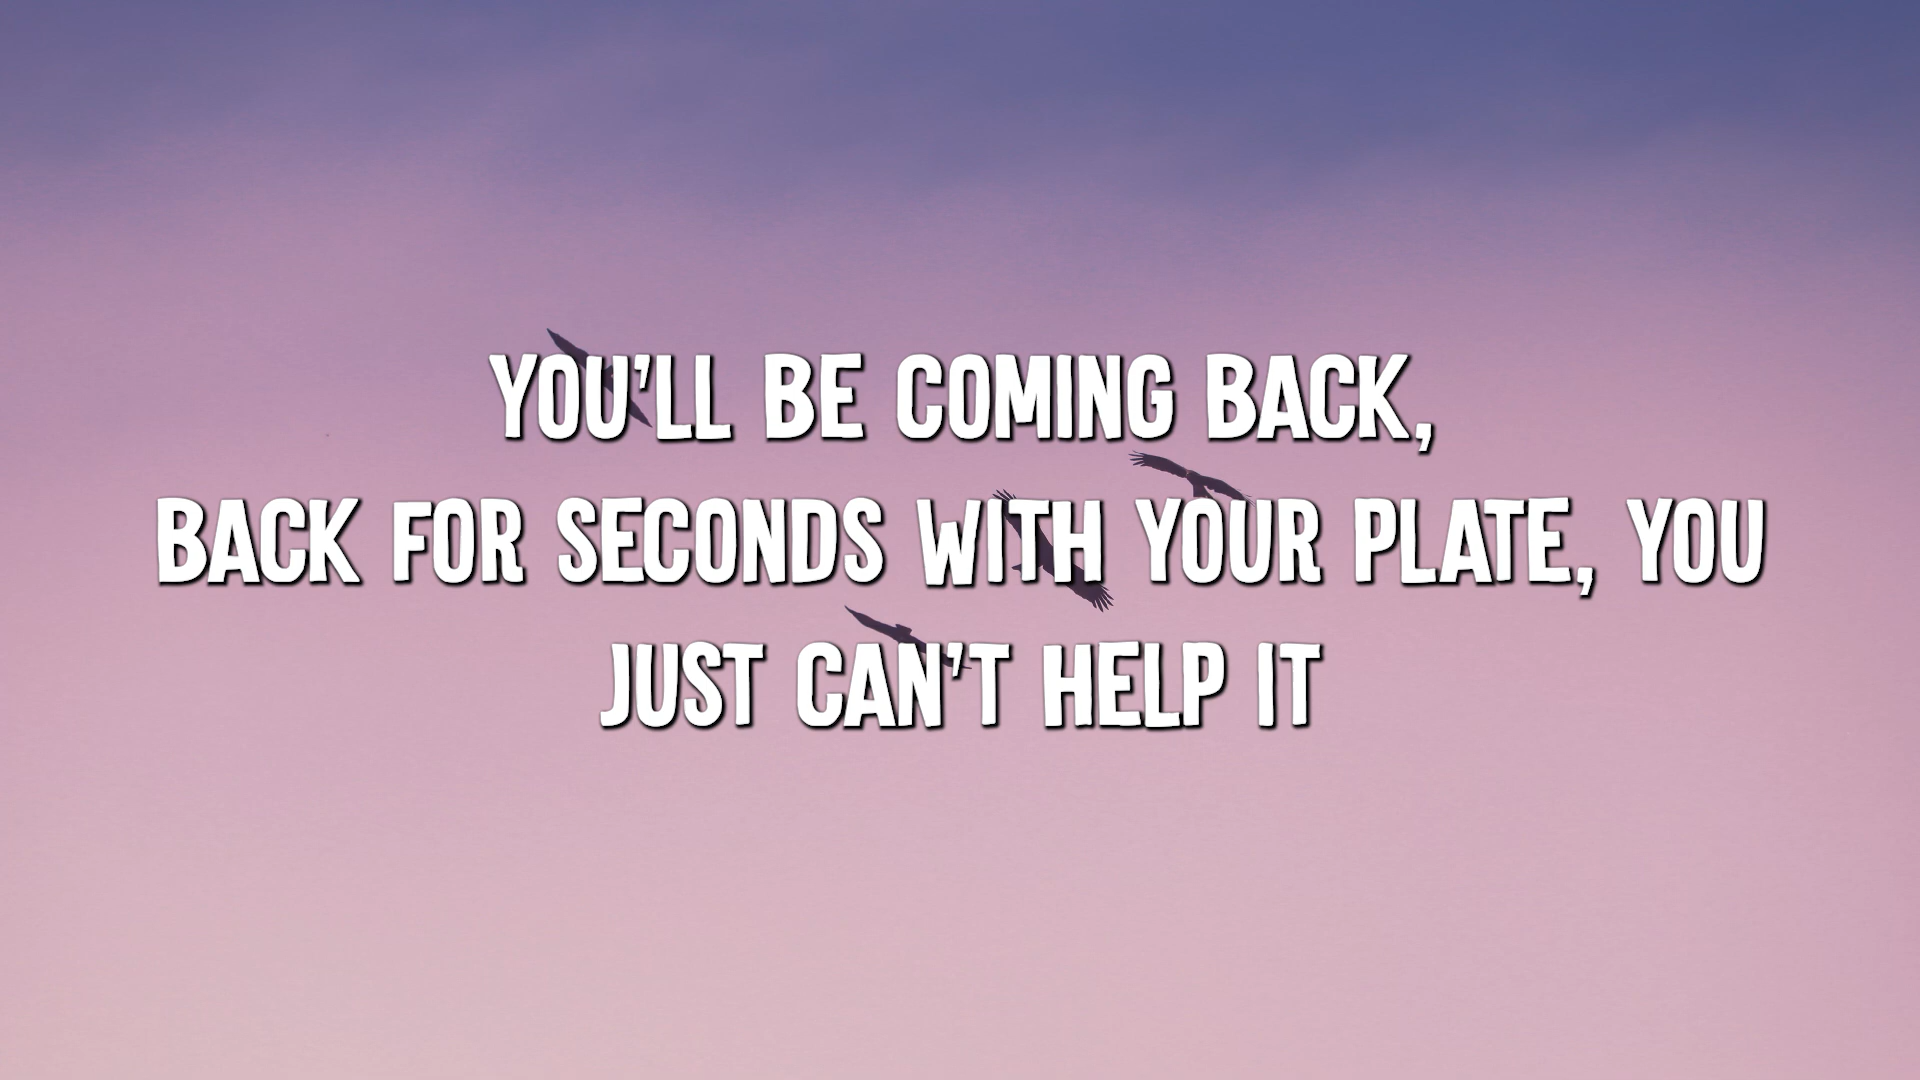 YOU'LL BE COMING BACK,
BACK FOR SECONDS WITH YOUR PLATE, YOU
JUST CAN'T HELP IT